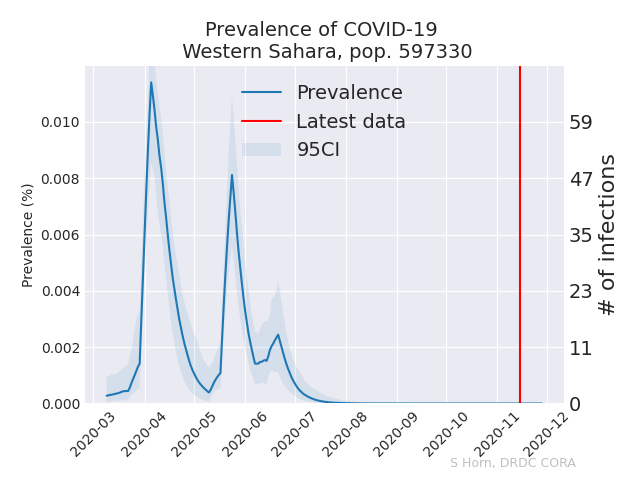 Prevalence of COVID-19
Western Sahara, pop. 597330
Prevalence
Latest data
95CI
Prevalence (%)
0.010
0.008
0.006
0.004
0.002
0.000
59
47
35
23
11
0
# of infections
2020-03
2020-04
2020-05
2020-06
2020-07
2020-08
2020-09
2020-10
2020-11
2020-12
S Horn, DRDC CORA